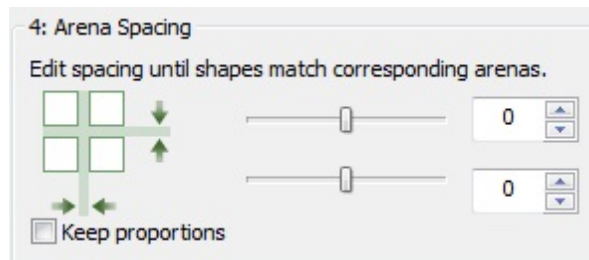 4: Arena Spacing
Edit spacing until shapes match corresponding arenas.
0
0
Keep proportions